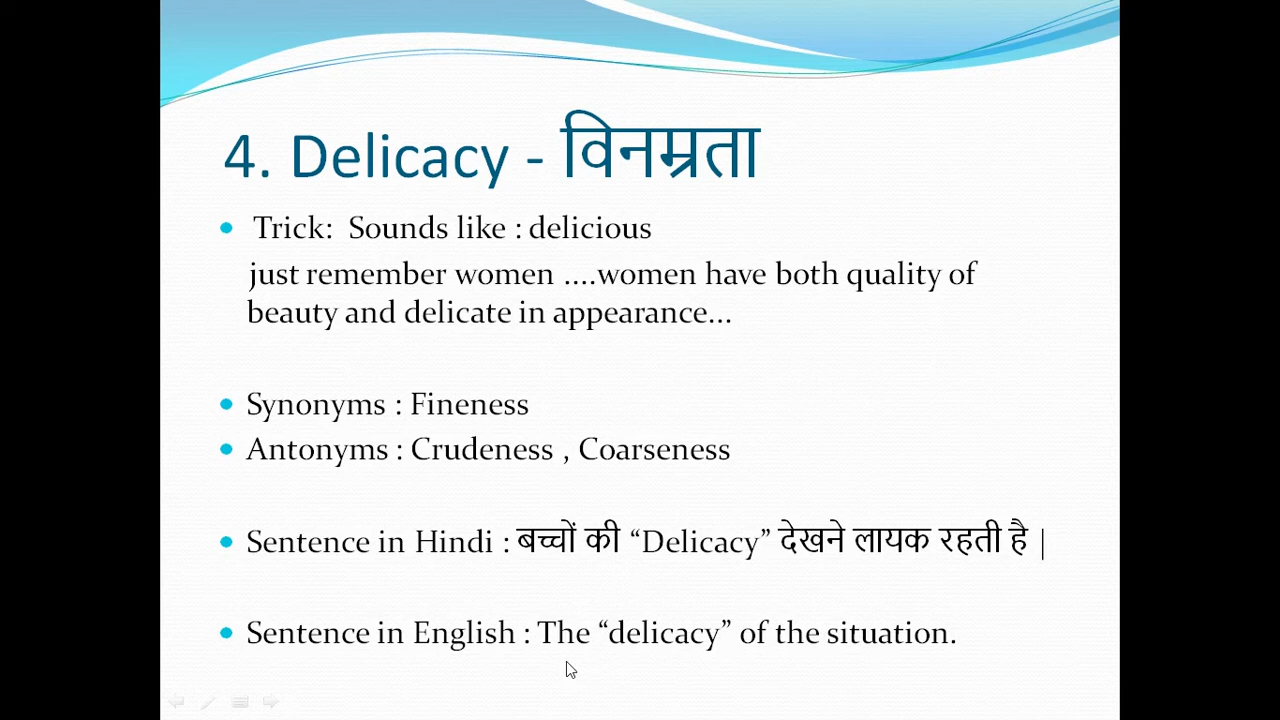 4. Delicacy - विनम्रता
Trick: Sounds like : delicious
just remember women ....women have both quality of
beauty and delicate in appearance...
Synonyms : Fineness
Antonyms : Crudeness , Coarseness
Sentence in Hindi : बच्चों की “Delicacy” देखने लायक रहती है |
Sentence in English : The “delicacy” of the situation.